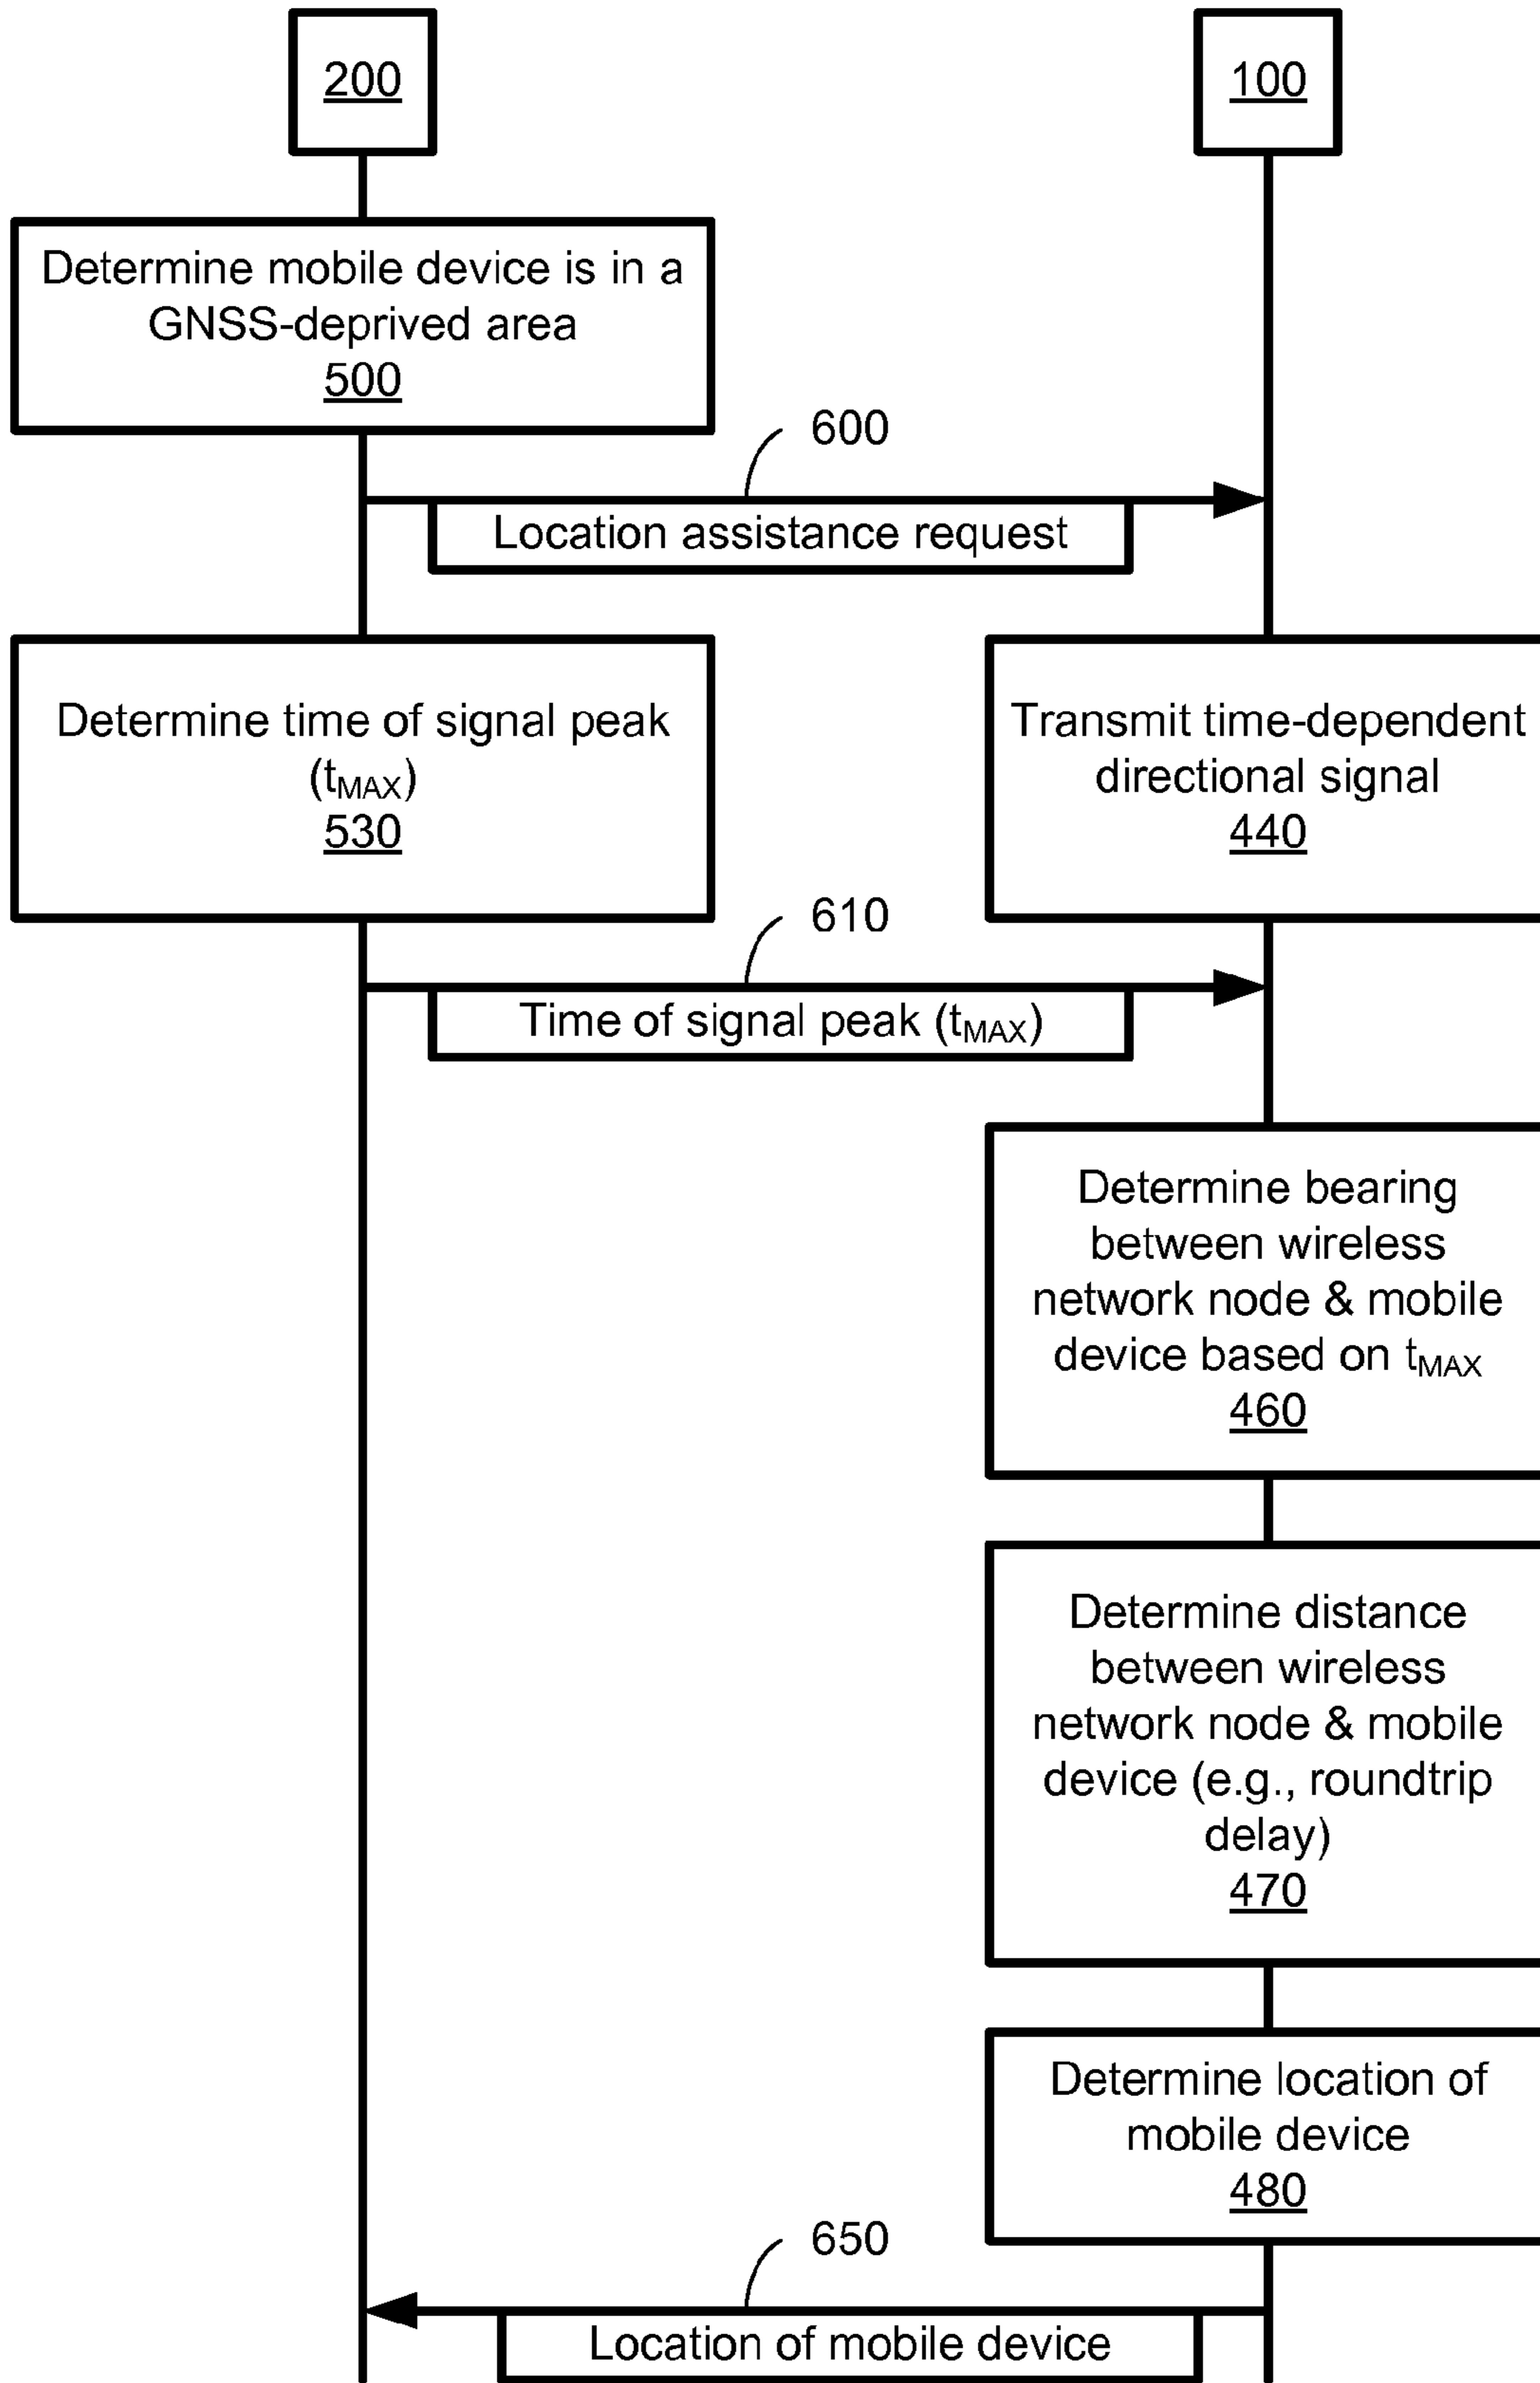 200
100
Determine mobile device is in a
GNSS-deprived area
500
600
Location assistance request
Determine time of signal peak
(tMAX)
530
Transmit time-dependent
directional signal
440
610
Time of signal peak (tMAX)
Determine bearing
between wireless
network node & mobile
device based on tMAX
460
Determine distance
between wireless
network node & mobile
device (e.g., roundtrip
delay)
470
Determine location of
mobile device
480
650
Location of mobile device